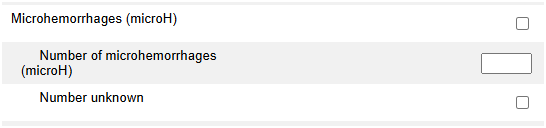 Microhemorrhages (microH)
Number of microhemorrhages
(microH)
Number unknown